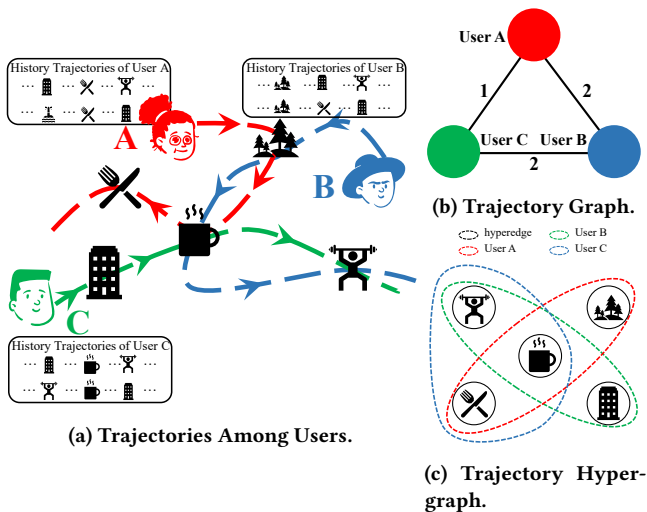 History Trajectories of User A
... ... ... ...
... ... ... ...
History Trajectories of User B
... ... ... ...
... ... ... ...
A
B
C
History Trajectories of User C
... ... ... ...
... ... ... ...
(a) Trajectories Among Users.
User A
1
2
User C
User B
2
(b) Trajectory Graph.
hyperedge
User B
User A
User C
(c) Trajectory Hyper-
graph.